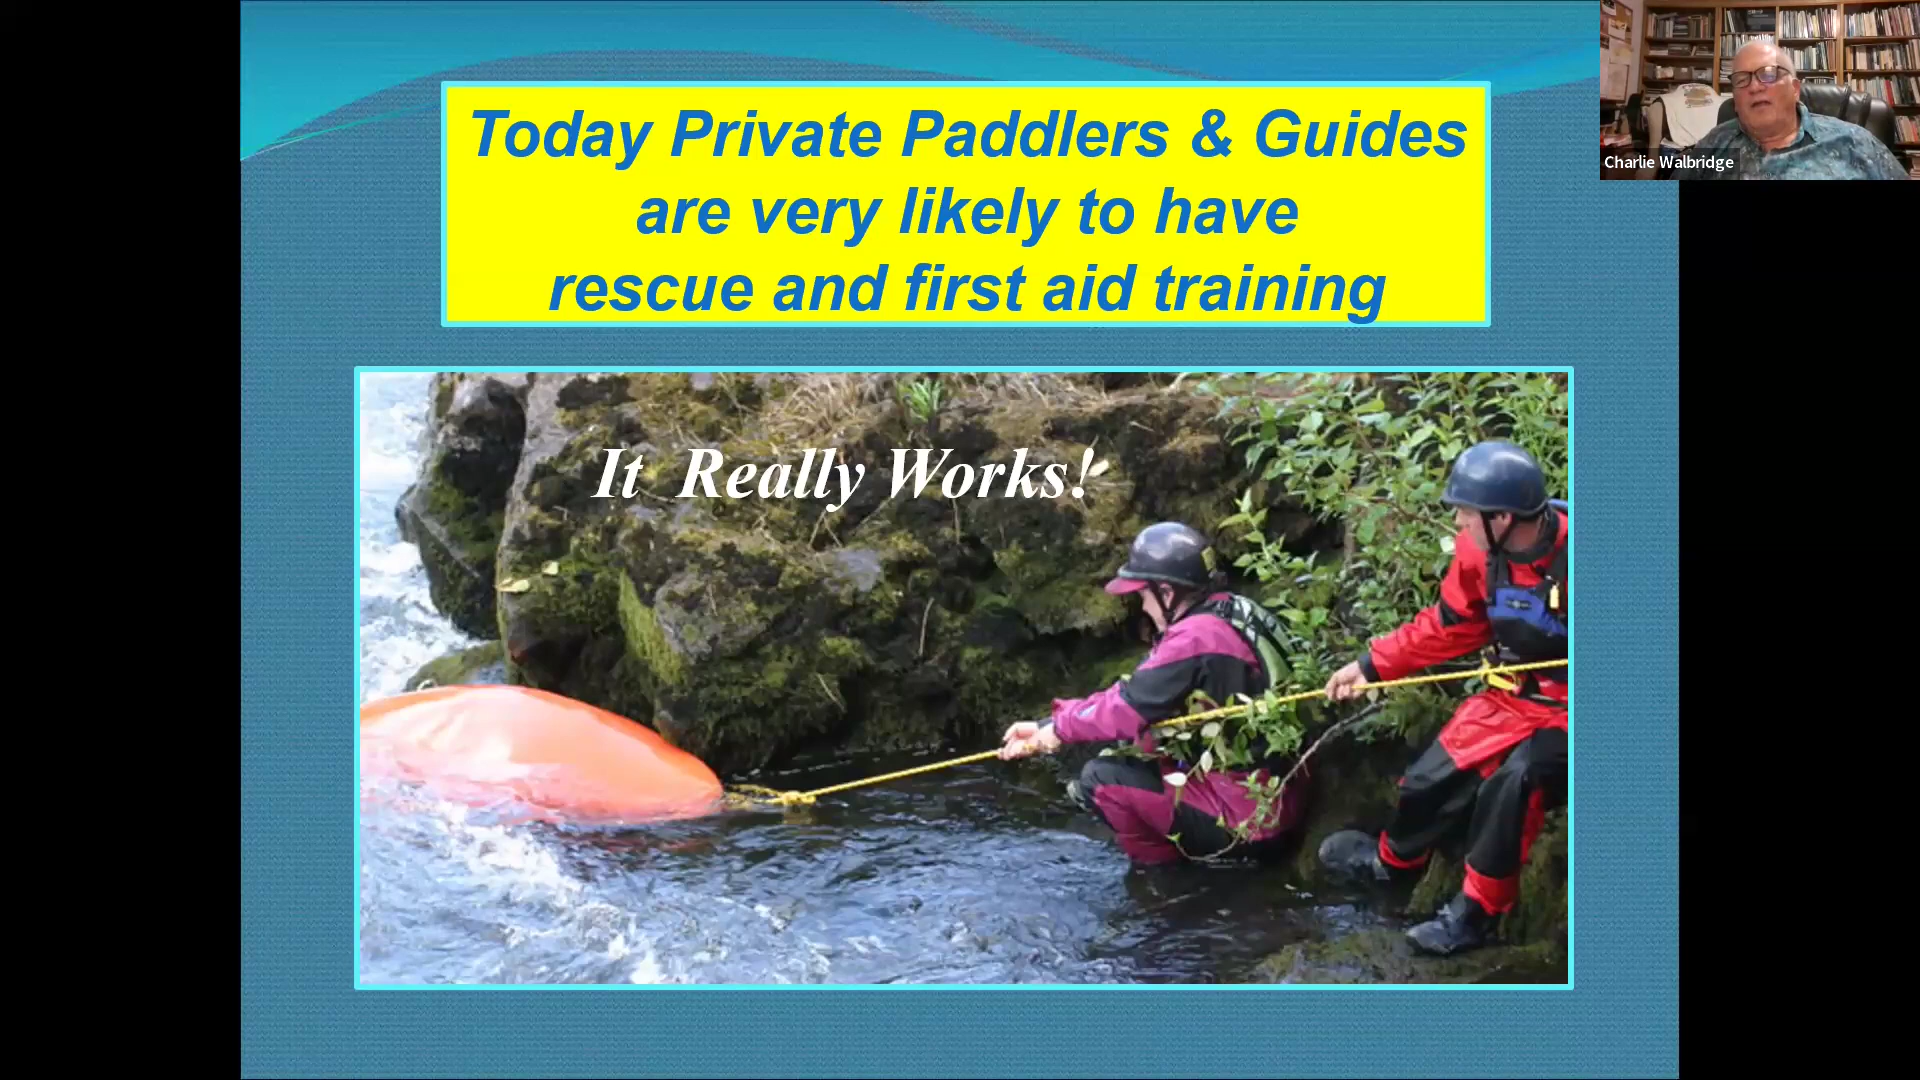 Today Private Paddlers & Guides
are very likely to have
rescue and first aid training
Charlie Walbridge
It Really Works!